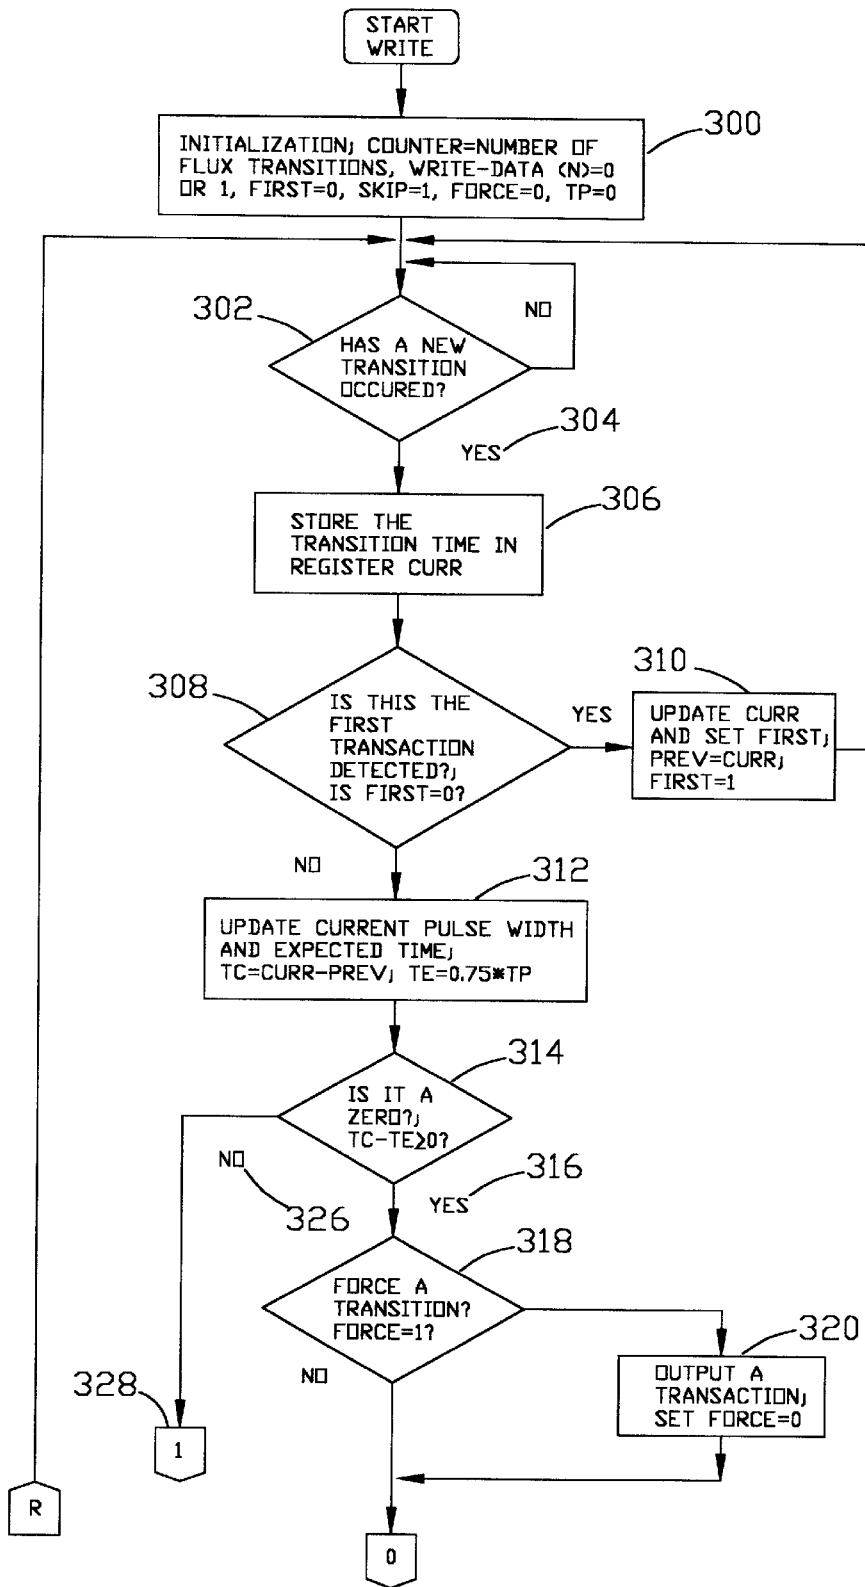 START
WRITE
300
INITIALIZATION; COUNTER=NUMBER OF
FLUX TRANSITIONS, WRITE-DATA (N)=0
OR 1, FIRST=0, SKIP=1, FORCE=0, TP=0
302
NO
HAS A NEW
TRANSITION
OCCURED?
304
YES
306
STORE THE
TRANSITION TIME IN
REGISTER CURR
308
IS THIS THE
FIRST
TRANSACTION
DETECTED?;
IS FIRST=0?
YES
310
UPDATE CURR
AND SET FIRST;
PREV=CURR;
FIRST=1
NO
312
UPDATE CURRENT PULSE WIDTH
AND EXPECTED TIME;
TC=CURR-PREV; TE=0.75*TP
314
IS IT A
ZERO?;
TC-TE≥0?
NO
326
YES
316
318
FORCE A
TRANSITION?
FORCE=1?
NO
320
OUTPUT A
TRANSACTION;
SET FORCE=0
328
1
R
0